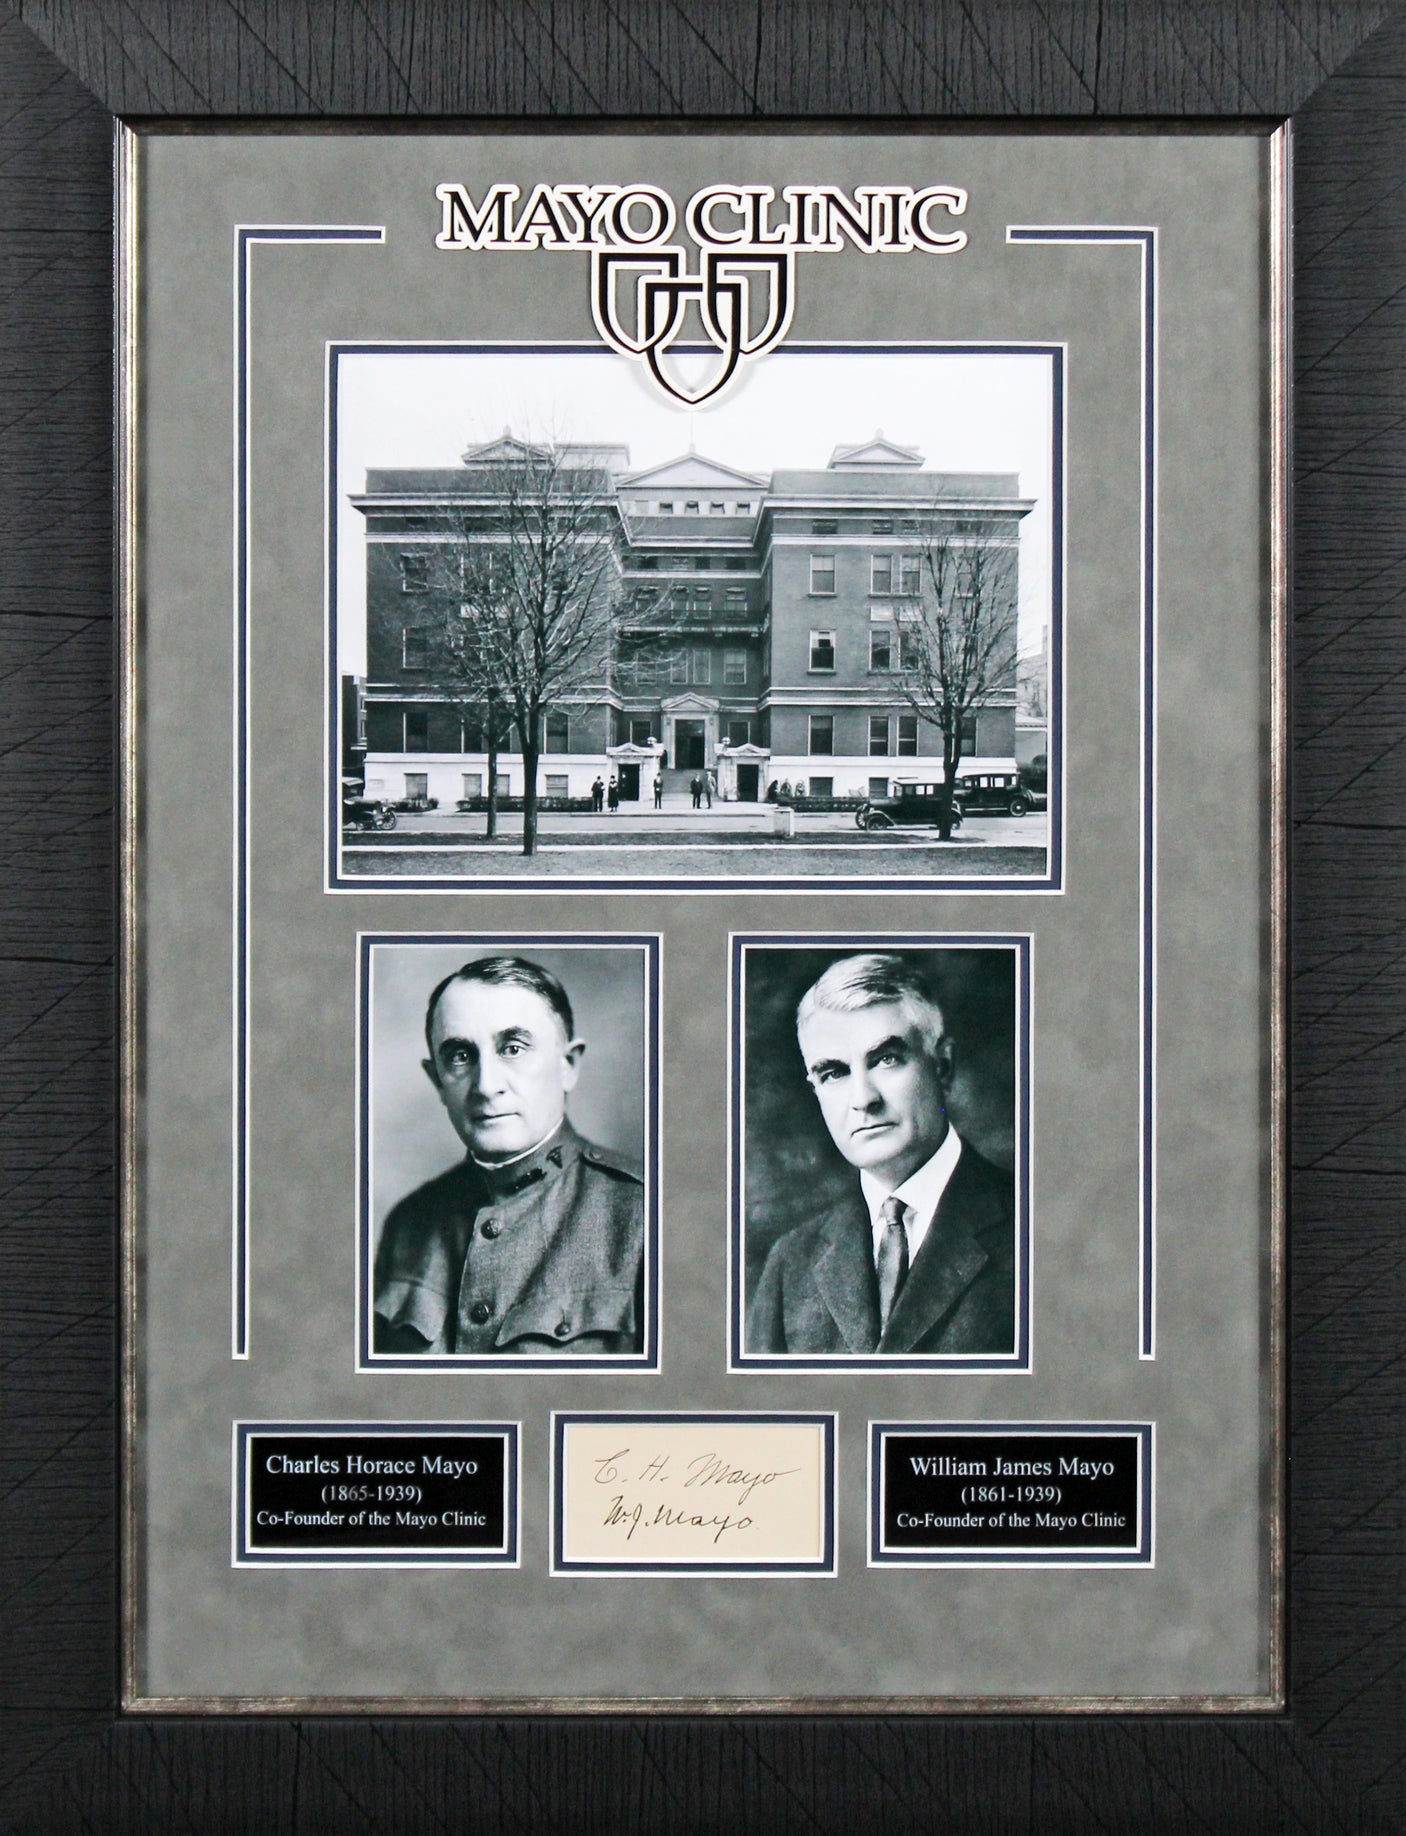 MAYO CLINIC
Charles Horace Mayo
(1865-1939)
Co-Founder of the Mayo Clinic
C. H. Mayo
W. J. Mayo.
William James Mayo
(1861-1939)
Co-Founder of the Mayo Clinic